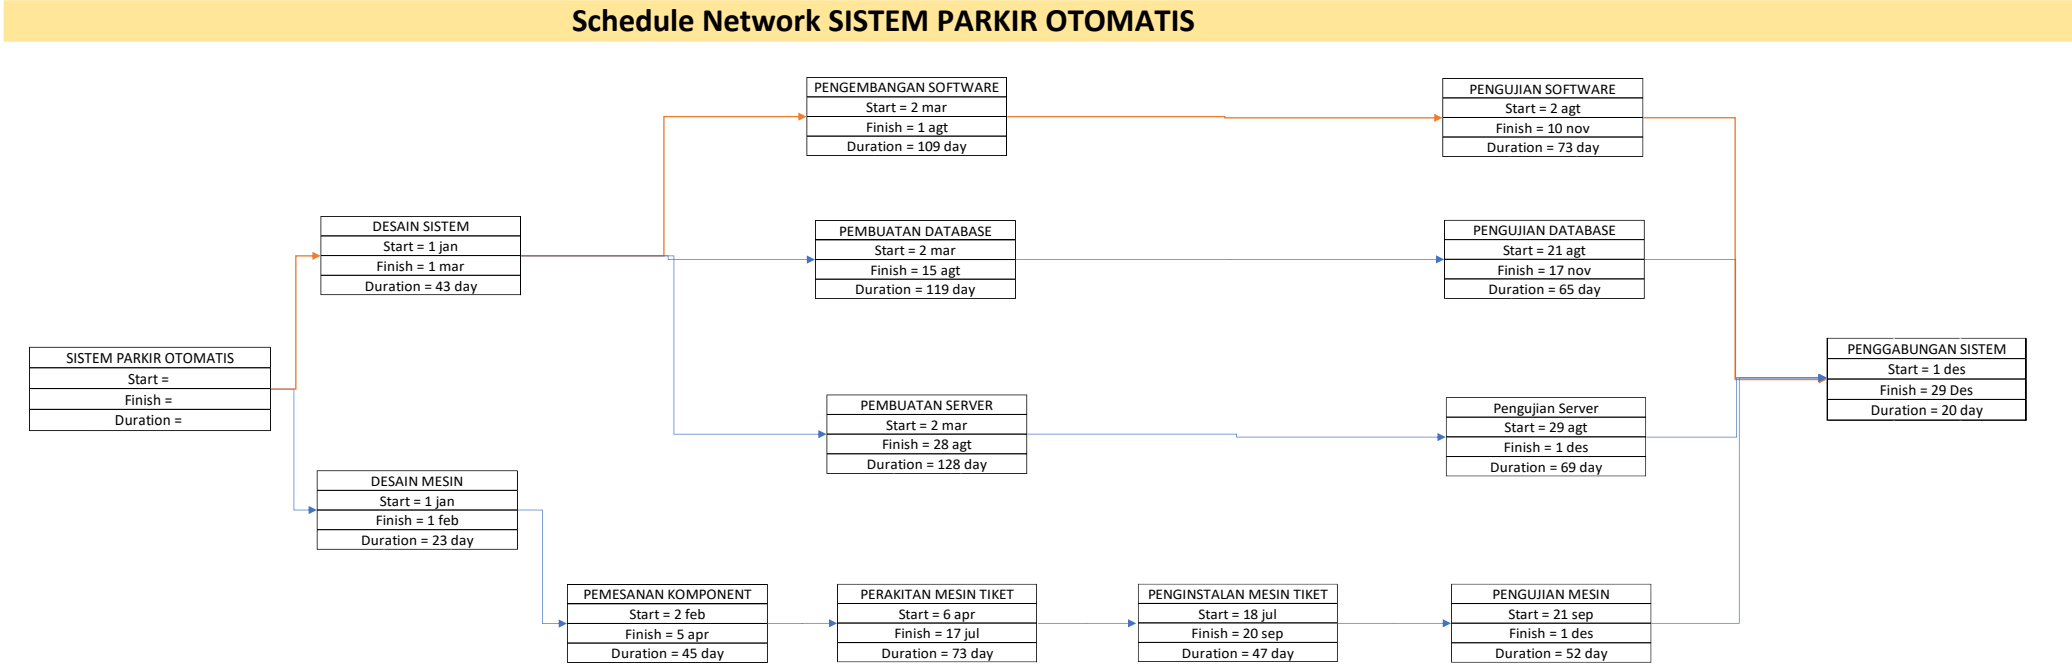 Schedule Network SISTEM PARKIR OTOMATIS
PENGEMBANGAN SOFTWARE
Start = 2 mar
Finish = 1 agt
Duration = 109 day
PENGUJIAN SOFTWARE
Start = 2 agt
Finish = 10 nov
Duration = 73 day
DESAIN SISTEM
Start = 1 jan
Finish = 1 mar
Duration = 43 day
PEMBUATAN DATABASE
Start = 2 mar
Finish = 15 agt
Duration = 119 day
PENGUJIAN DATABASE
Start = 21 agt
Finish = 17 nov
Duration = 65 day
SISTEM PARKIR OTOMATIS
Start =
Finish =
Duration =
PENGGABUNGAN SISTEM
Start = 1 des
Finish = 29 Des
Duration = 20 day
PEMBUATAN SERVER
Start = 2 mar
Finish = 28 agt
Duration = 128 day
Pengujian Server
Start = 29 agt
Finish = 1 des
Duration = 69 day
DESAIN MESIN
Start = 1 jan
Finish = 1 feb
Duration = 23 day
PEMESANAN KOMPONENT
Start = 2 feb
Finish = 5 apr
Duration = 45 day
PERAKITAN MESIN TIKET
Start = 6 apr
Finish = 17 jul
Duration = 73 day
PENGINSTALAN MESIN TIKET
Start = 18 jul
Finish = 20 sep
Duration = 47 day
PENGUJIAN MESIN
Start = 21 sep
Finish = 1 des
Duration = 52 day